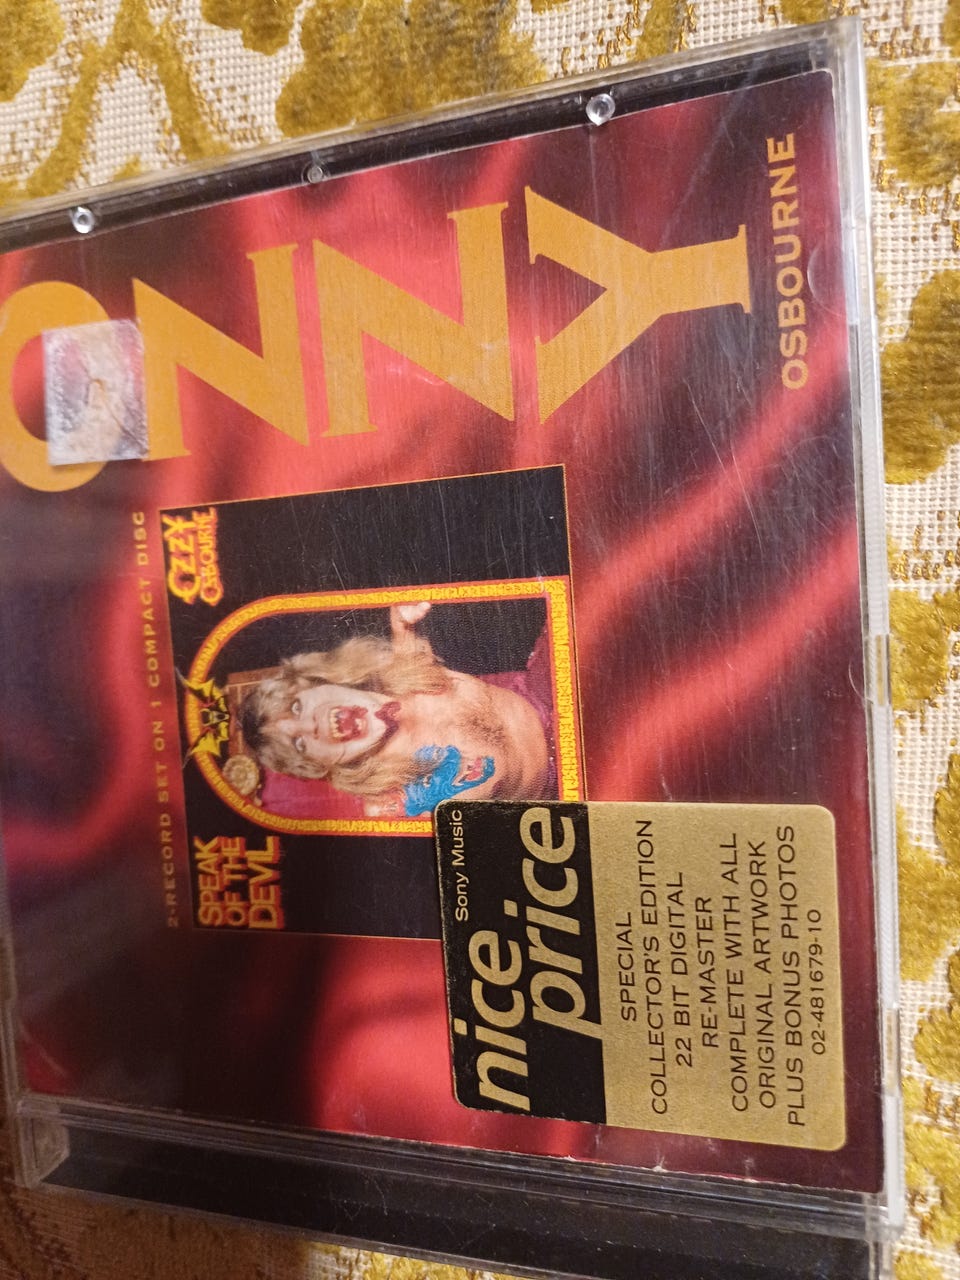 OZZY
OSBOURNE
2-RECORD SET ON 1 COMPACT DISC
OZZY
OSBOURNE
SPEAK
OF THE
DEVIL
Sony Music
nice
price
SPECIAL
COLLECTOR'S EDITION
22 BIT DIGITAL
RE-MASTER
COMPLETE WITH ALL
ORIGINAL ARTWORK
PLUS BONUS PHOTOS
02-481679-10